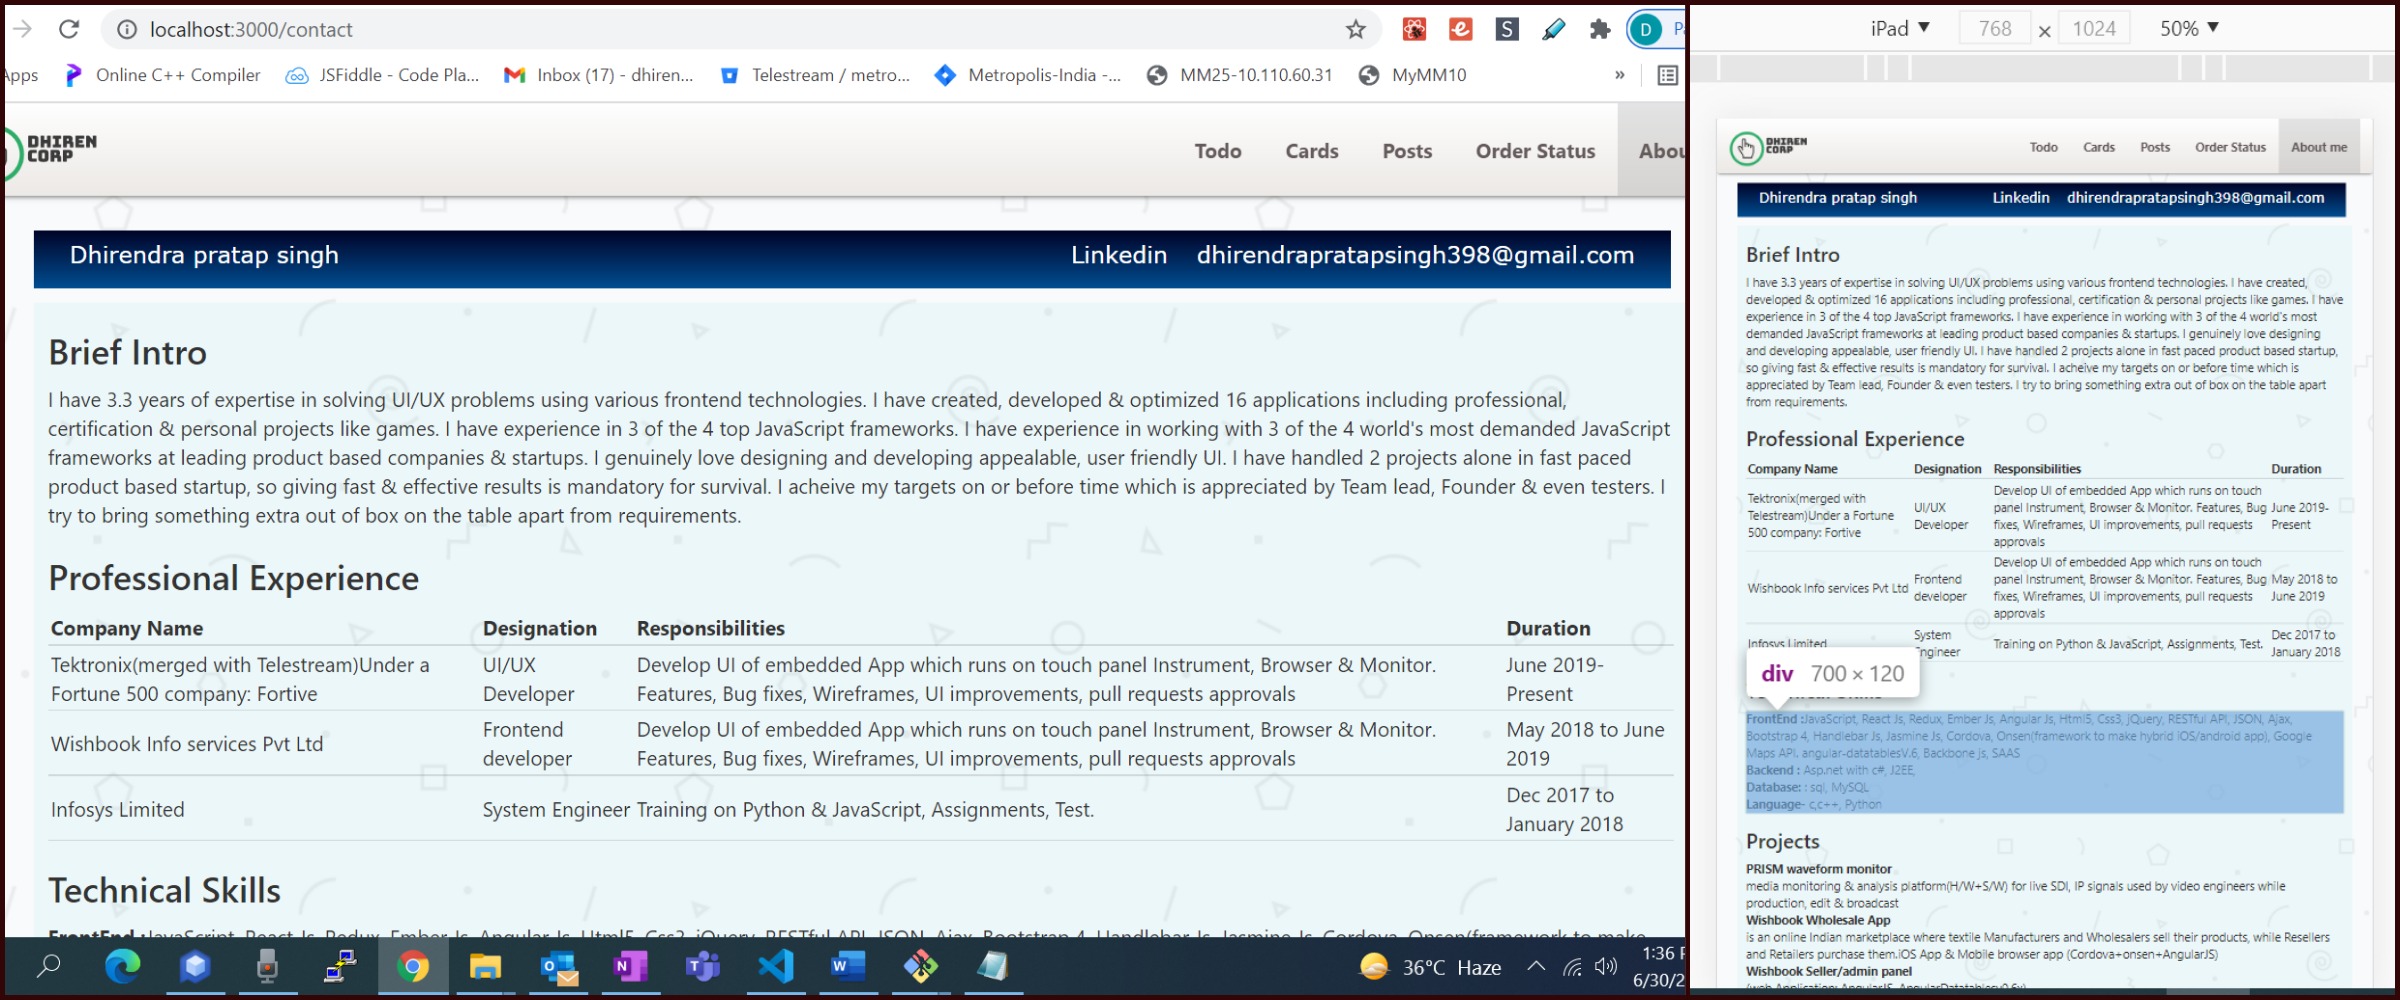 localhost:3000/contact
D
Apps
Online C++ Compiler
JSFiddle - Code Pla...
Inbox (17) - dhiren...
Telestream / metro...
Metropolis-India -...
MM25-10.110.60.31
MyMM10
»
DHIREN
CORP
Todo Cards Posts Order Status Abou
Dhirendra pratap singh Linkedin dhirendrapratapsingh398@gmail.com
Brief Intro
I have 3.3 years of expertise in solving UI/UX problems using various frontend technologies. I have created, developed & optimized 16 applications including professional,
certification & personal projects like games. I have experience in 3 of the 4 top JavaScript frameworks. I have experience in working with 3 of the 4 world's most demanded JavaScript
frameworks at leading product based companies & startups. I genuinely love designing and developing appealable, user friendly UI. I have handled 2 projects alone in fast paced
product based startup, so giving fast & effective results is mandatory for survival. I acheive my targets on or before time which is appreciated by Team lead, Founder & even testers. I
try to bring something extra out of box on the table apart from requirements.
Professional Experience
Company Name Designation Responsibilities Duration
Tektronix(merged with Telestream)Under a
Fortune 500 company: Fortive
UI/UX
Developer
Develop UI of embedded App which runs on touch panel Instrument, Browser & Monitor.
Features, Bug fixes, Wireframes, UI improvements, pull requests approvals
June 2019-
Present
Wishbook Info services Pvt Ltd
Frontend
developer
Develop UI of embedded App which runs on touch panel Instrument, Browser & Monitor.
Features, Bug fixes, Wireframes, UI improvements, pull requests approvals
May 2018 to June
2019
Infosys Limited
System Engineer
Training on Python & JavaScript, Assignments, Test.
Dec 2017 to
January 2018
Technical Skills
FrontEnd :JavaScript, React Js, Redux, Ember Js, Angular Js, Html5, Css3, jQuery, RESTful API, JSON, Ajax, Bootstrap 4, Handlebar Js, Jasmine Js, Cordova, Onsen(framework to make
36°C Haze
1:36 P
6/30/2
iPad 768 × 1024 50%
DHIREN
CORP
Todo Cards Posts Order Status About me
Dhirendra pratap singh Linkedin dhirendrapratapsingh398@gmail.com
Brief Intro
I have 3.3 years of expertise in solving UI/UX problems using various frontend technologies. I have created,
developed & optimized 16 applications including professional, certification & personal projects like games. I have
experience in 3 of the 4 top JavaScript frameworks. I have experience in working with 3 of the 4 world's most
demanded JavaScript frameworks at leading product based companies & startups. I genuinely love designing
and developing appealable, user friendly UI. I have handled 2 projects alone in fast paced product based startup,
so giving fast & effective results is mandatory for survival. I acheive my targets on or before time which is
appreciated by Team lead, Founder & even testers. I try to bring something extra out of box on the table apart
from requirements.
Professional Experience
Company Name Designation Responsibilities Duration
Tektronix(merged with
Telestream)Under a Fortune
500 company: Fortive
UI/UX
Developer
Develop UI of embedded App which runs on touch
panel Instrument, Browser & Monitor. Features, Bug
fixes, Wireframes, UI improvements, pull requests
approvals
June 2019-
Present
Wishbook Info services Pvt Ltd
Frontend
developer
Develop UI of embedded App which runs on touch
panel Instrument, Browser & Monitor. Features, Bug
fixes, Wireframes, UI improvements, pull requests
approvals
May 2018 to
June 2019
Infosys Limited
System
Engineer
Training on Python & JavaScript, Assignments, Test.
Dec 2017 to
January 2018
div 700 × 120
Technical Skills
FrontEnd :JavaScript, React Js, Redux, Ember Js, Angular Js, Html5, Css3, jQuery, RESTful API, JSON, Ajax,
Bootstrap 4, Handlebar Js, Jasmine Js, Cordova, Onsen(framework to make hybrid iOS/android app), Google
Maps API. angular-datatablesV.6, Backbone js, SAAS
Backend : Asp.net with c#, J2EE,
Database: : sql, MySQL
Language- c,c++, Python
Projects
PRISM waveform monitor
media monitoring & analysis platform(H/W+S/W) for live SDI, IP signals used by video engineers while
production, edit & broadcast
Wishbook Wholesale App
is an online Indian marketplace where textile Manufacturers and Wholesalers sell their products, while Resellers
and Retailers purchase them.iOS App & Mobile browser app (Cordova+onsen+AngularJS)
Wishbook Seller/admin panel